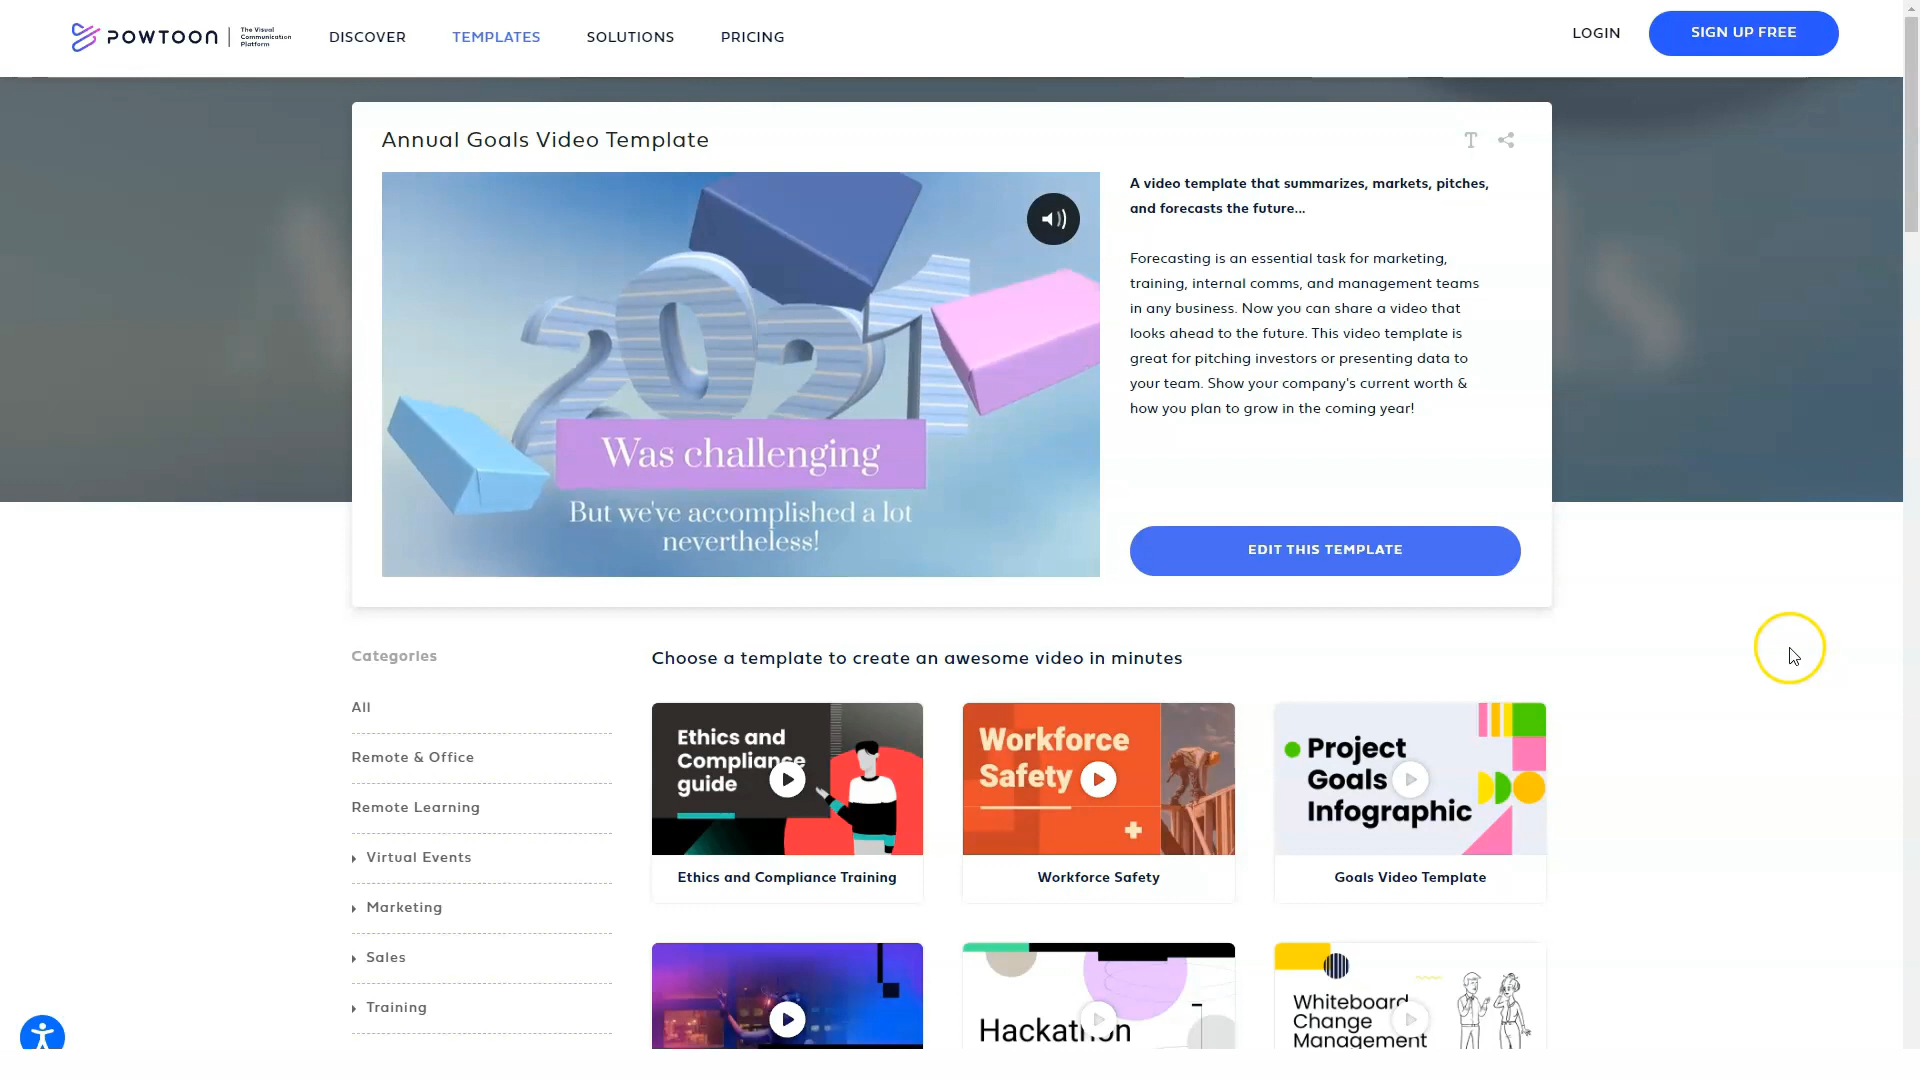 POWTOON
The Visual
Communication
Platform
DISCOVER
TEMPLATES
SOLUTIONS
PRICING
LOGIN
SIGN UP FREE
Annual Goals Video Template
2021
Was challenging
But we've accomplished a lot
nevertheless!
A video template that summarizes, markets, pitches,
and forecasts the future...
Forecasting is an essential task for marketing,
training, internal comms, and management teams
in any business. Now you can share a video that
looks ahead to the future. This video template is
great for pitching investors or presenting data to
your team. Show your company's current worth &
how you plan to grow in the coming year!
EDIT THIS TEMPLATE
Categories
All
Remote & Office
Remote Learning
Virtual Events
Marketing
Sales
Training
Choose a template to create an awesome video in minutes
Ethics and
Compliance
guide
Ethics and Compliance Training
Workforce
Safety
Workforce Safety
Project
Goals
Infographic
Goals Video Template
Hackathon
Whiteboard
Change
Management